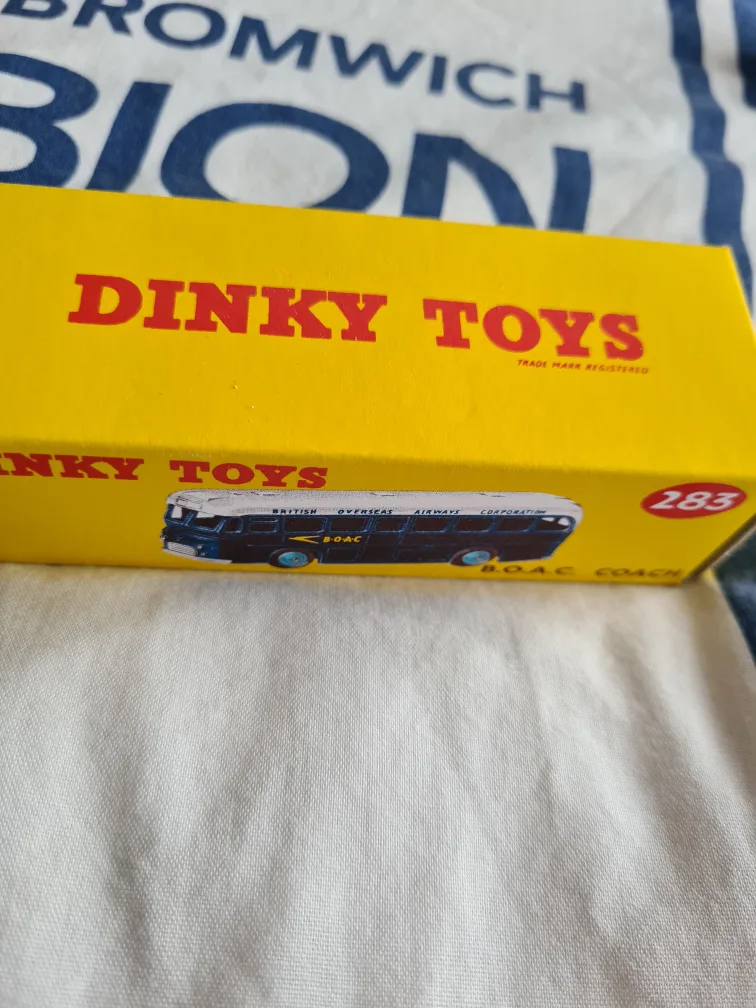 BROMWICH
BION
DINKY TOYS
TRADE MARK REGISTERED
INKY TOYS
283
BRITISH OVERSEAS AIRWAYS CORPORATION
B·O·A·C
B.O.A.C. COACH